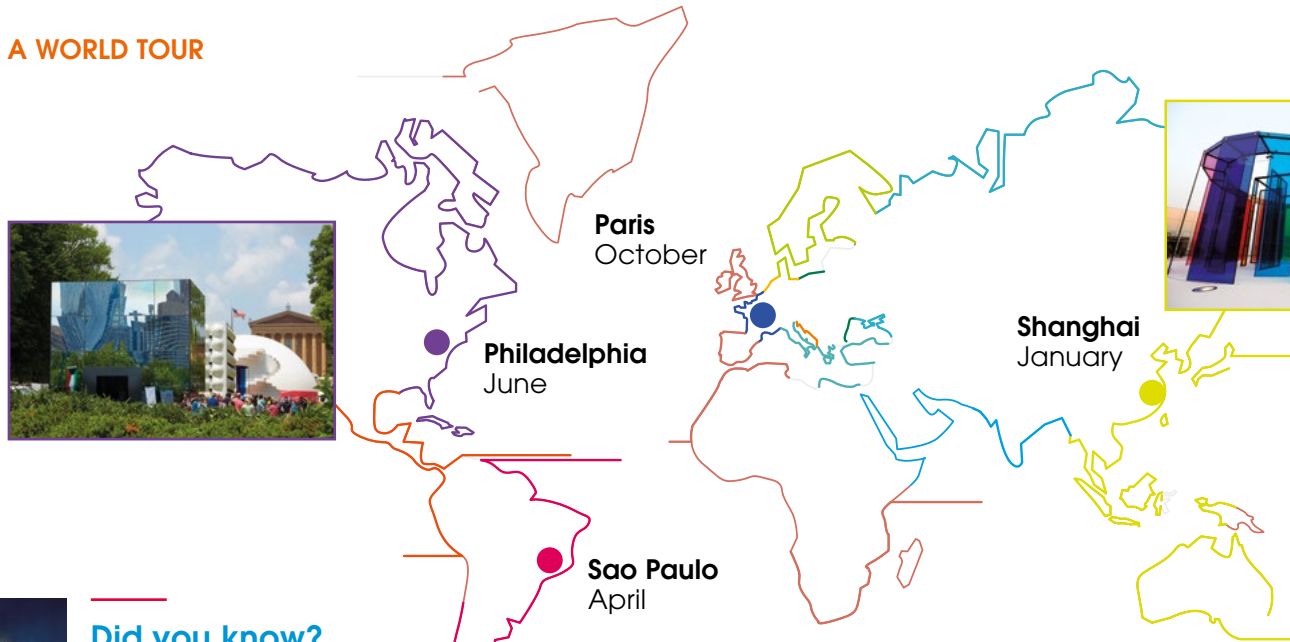 A WORLD TOUR
Paris
October
Philadelphia
June
Shanghai
January
Sao Paulo
April
Did you know?